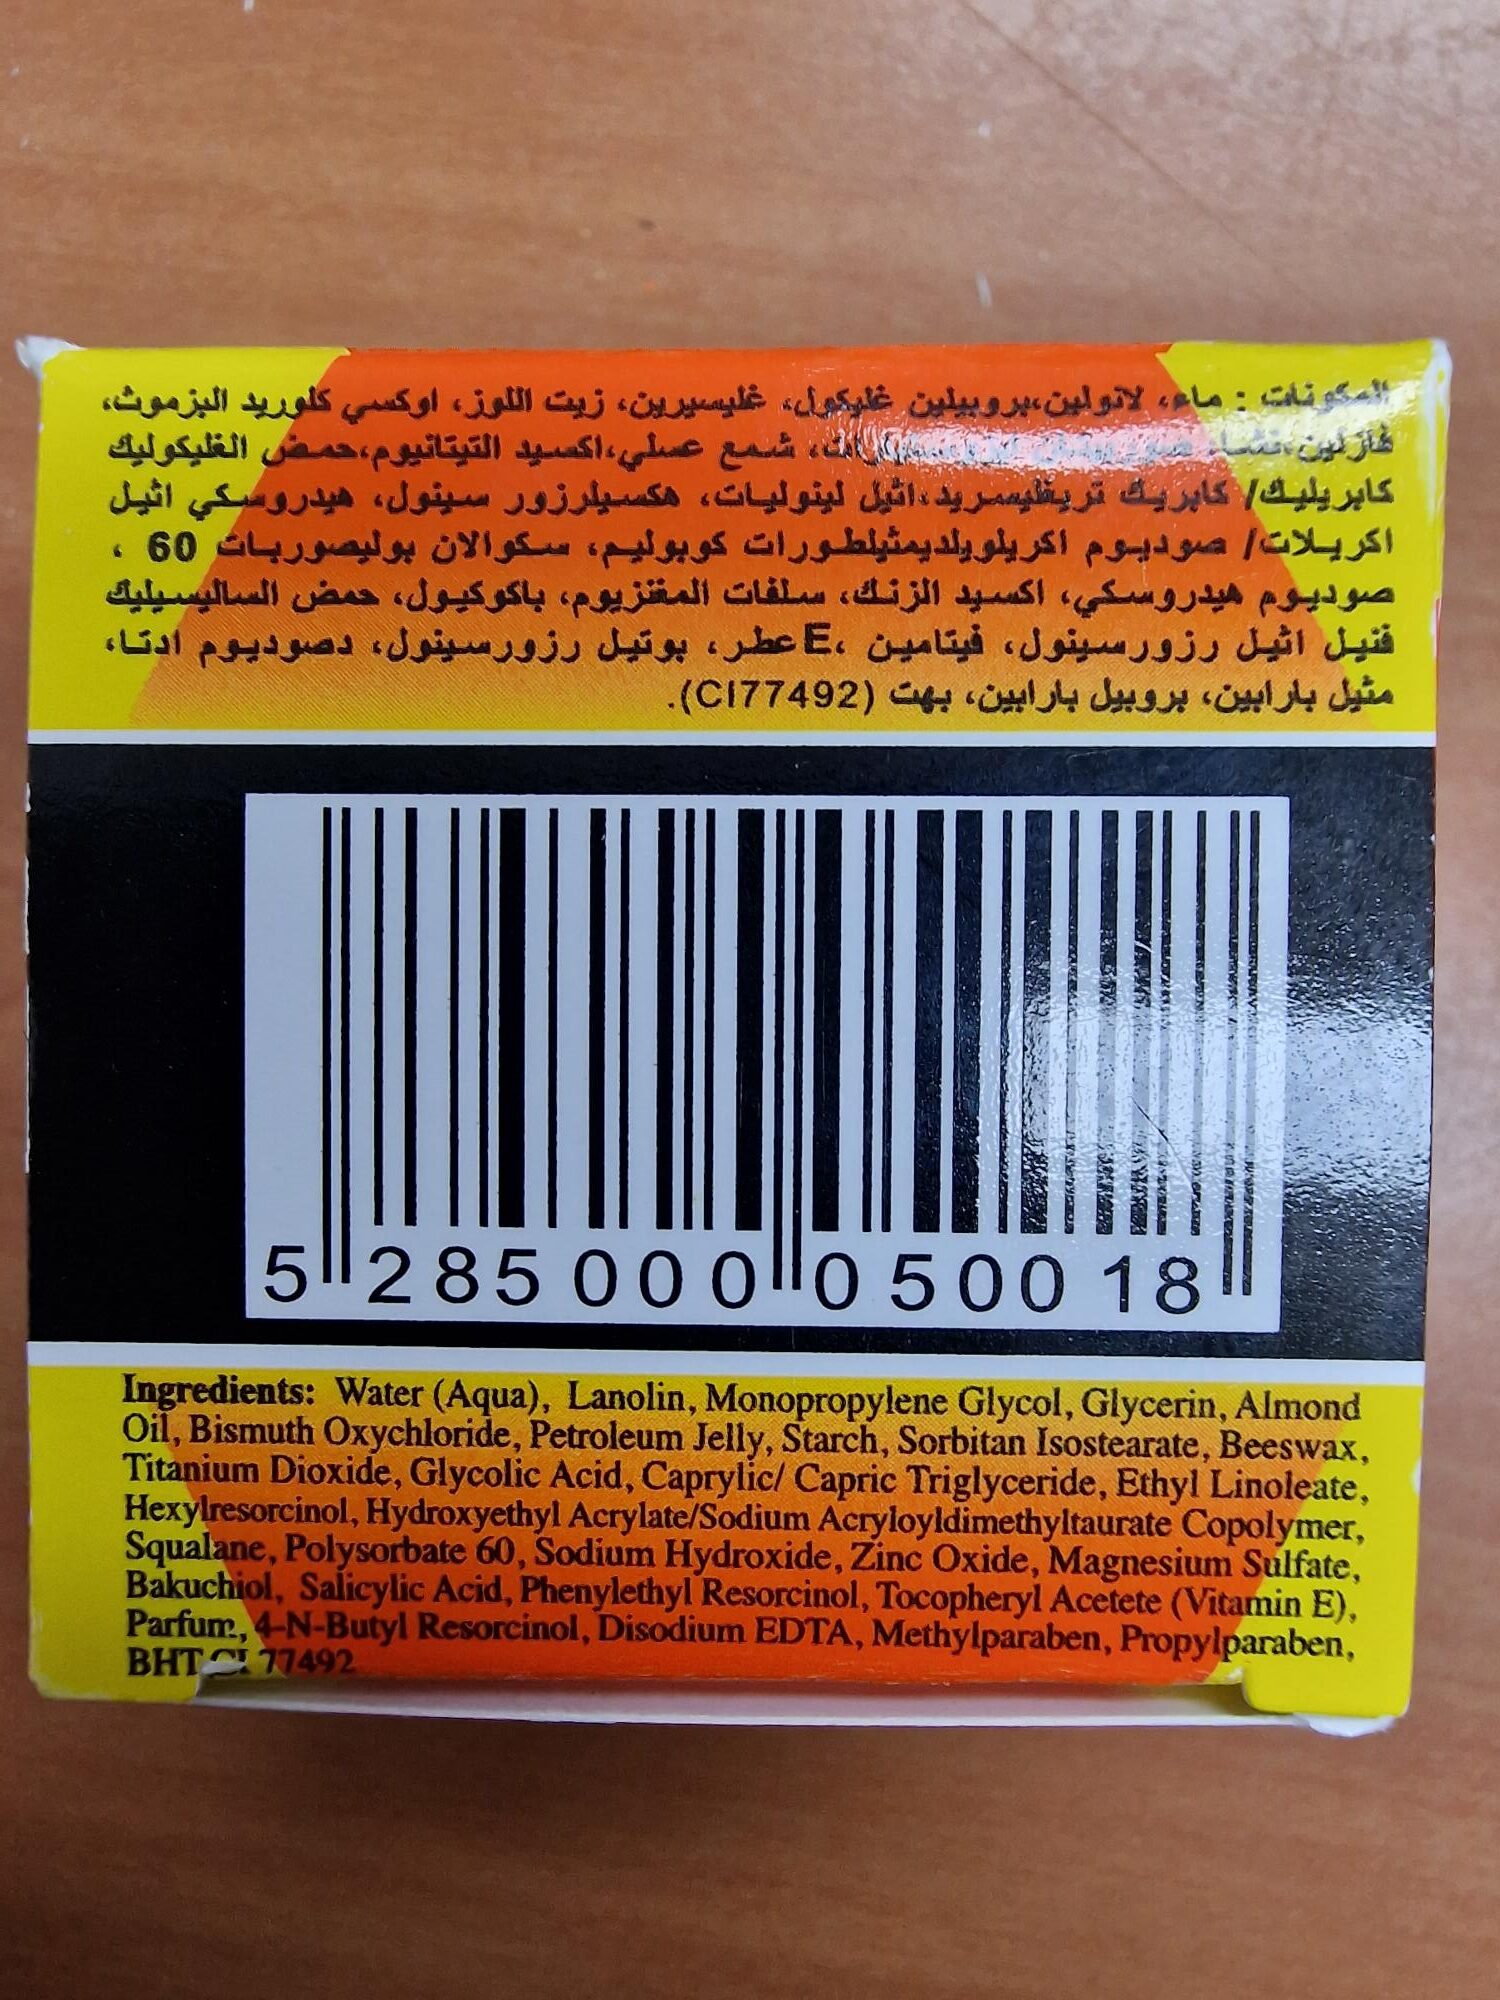 المكونات : ماء، لانولين،بروبيلين غليكول، غليسيرين، زيت اللوز، اوكسي كلوريد البزموث،
فازلين،نشا، شمع عسلي،اكسيد التيتانيوم،حمض الغليكوليك
كابريليك/ كابريك تريغليسريد،اثيل لينوليات، هكسيلرزور سينول، هيدروسكي اثيل
اكريلات/ صوديوم اكريلويلديمثيلطورات كوبوليم، سكوالان بوليصوربات 60 ،
صوديوم هيدروسكي، اكسيد الزنك، سلفات المغنزيوم، باكوكيول، حمض الساليسيليك
فنيل اثيل رزورسينول، فيتامين E، عطر، بوتيل رزورسينول، دصوديوم ادتا،
مثيل بارابين، بروبيل بارابين، بهت (CI77492).
5 285000 050018
Ingredients: Water (Aqua), Lanolin, Monopropylene Glycol, Glycerin, Almond
Oil, Bismuth Oxychloride, Petroleum Jelly, Starch, Sorbitan Isostearate, Beeswax,
Titanium Dioxide, Glycolic Acid, Caprylic/ Capric Triglyceride, Ethyl Linoleate,
Hexylresorcinol, Hydroxyethyl Acrylate/Sodium Acryloyldimethyltaurate Copolymer,
Squalane, Polysorbate 60, Sodium Hydroxide, Zinc Oxide, Magnesium Sulfate,
Bakuchiol, Salicylic Acid, Phenylethyl Resorcinol, Tocopheryl Acetete (Vitamin E),
Parfum, 4-N-Butyl Resorcinol, Disodium EDTA, Methylparaben, Propylparaben,
BHT CI 77492